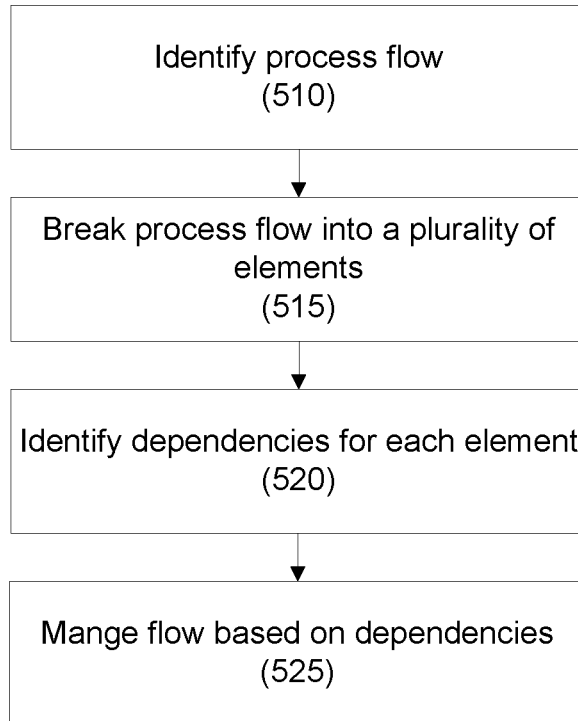 Identify process flow
(510)
Break process flow into a plurality of
elements
(515)
Identify dependencies for each element
(520)
Mange flow based on dependencies
(525)